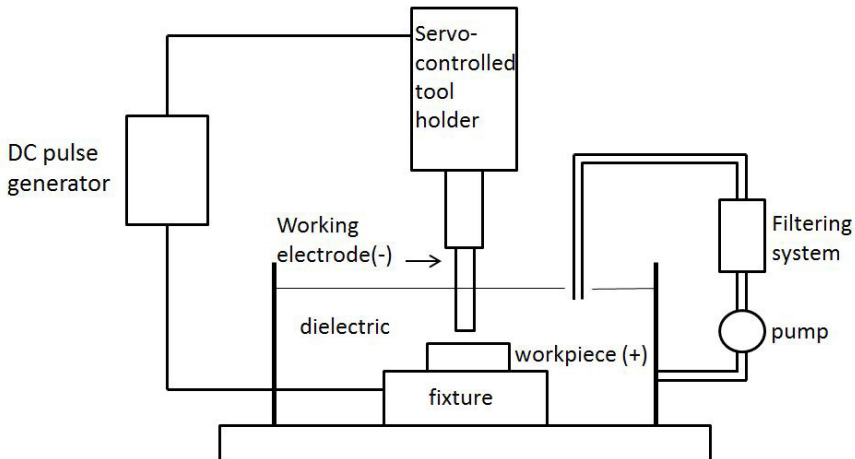 Servo-
controlled
tool
holder
DC pulse
generator
Working
electrode(-)
Filtering
system
dielectric
pump
workpiece (+)
fixture